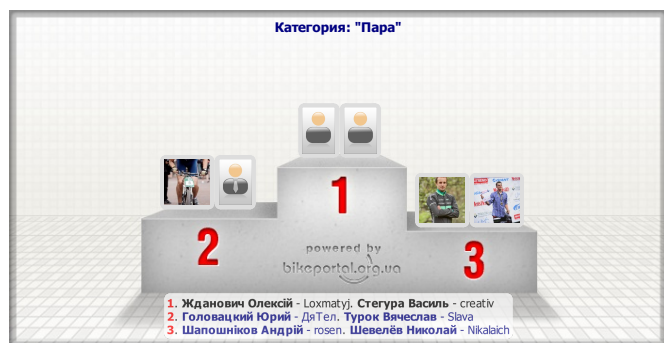 Категория: "Пара"
1
2
3
powered by
bikeportal.org.ua
1. Жданович Олексій - Loxmatyj. Стегура Василь - creativ
2. Головацкий Юрий - ДяТел. Турок Вячеслав - Slava
3. Шапошніков Андрій - rosen. Шевелёв Николай - Nikalaich